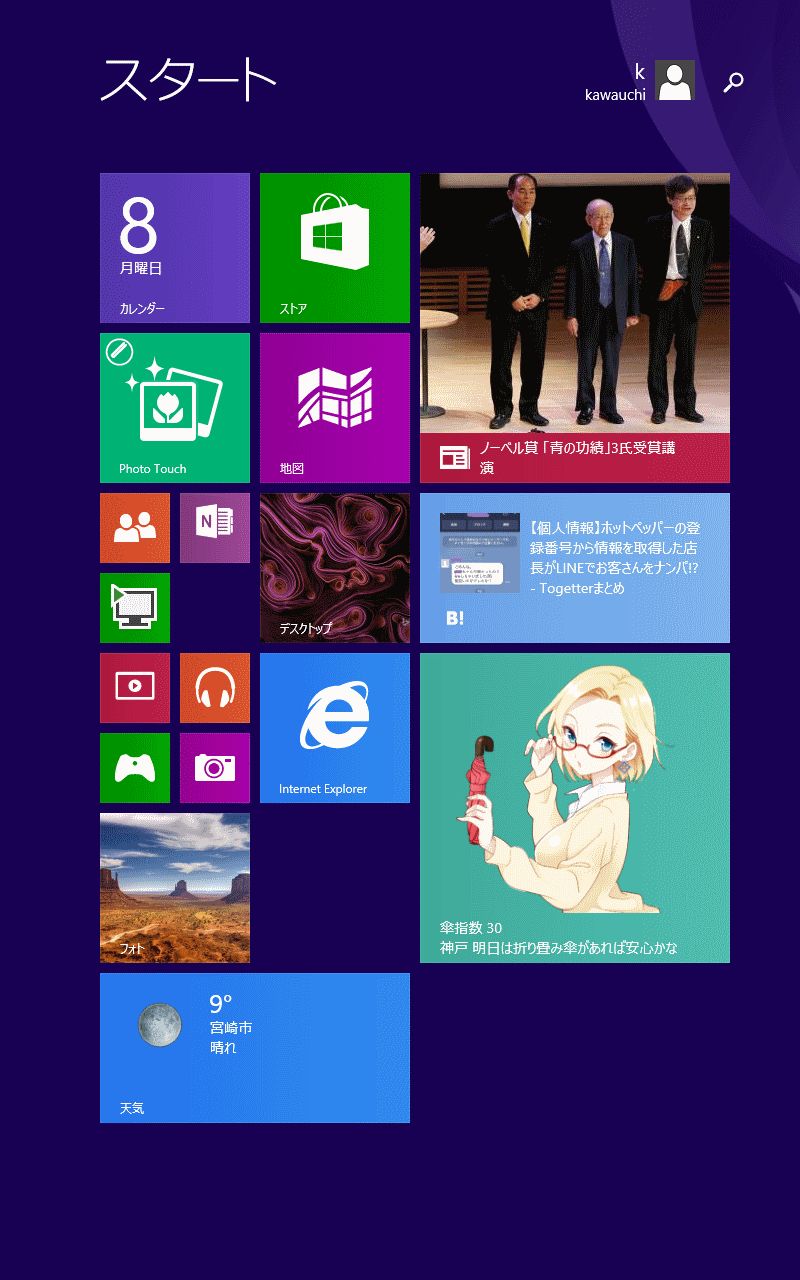 スタート
k
kawauchi
8
月曜日
カレンダー
ストア
Photo Touch
地図
ノーベル賞 「青の功績」3氏受賞講
演
N
デスクトップ
【個人情報】ホットペッパーの登
録番号から情報を取得した店
長がLINEでお客さんをナンパ!?
- Togetterまとめ
B!
Internet Explorer
フォト
傘指数 30
神戸 明日は折り畳み傘があれば安心かな
9°
宮崎市
晴れ
天気